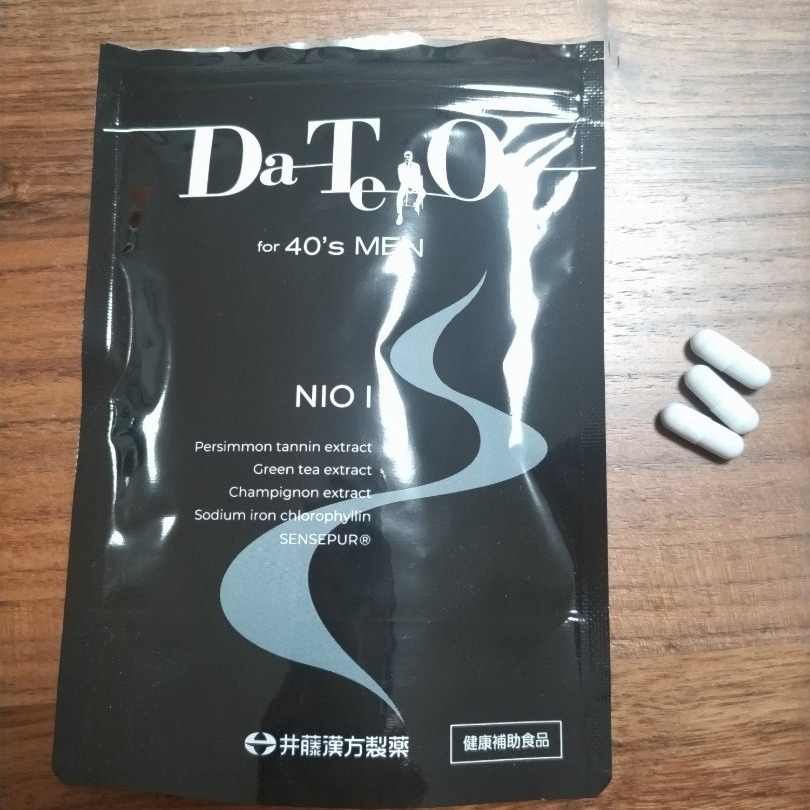 DaTeO
for 40's MEN
NIO I
Persimmon tannin extract
Green tea extract
Champignon extract
Sodium iron chlorophyllin
SENSEPUR®
井藤漢方製薬
健康補助食品